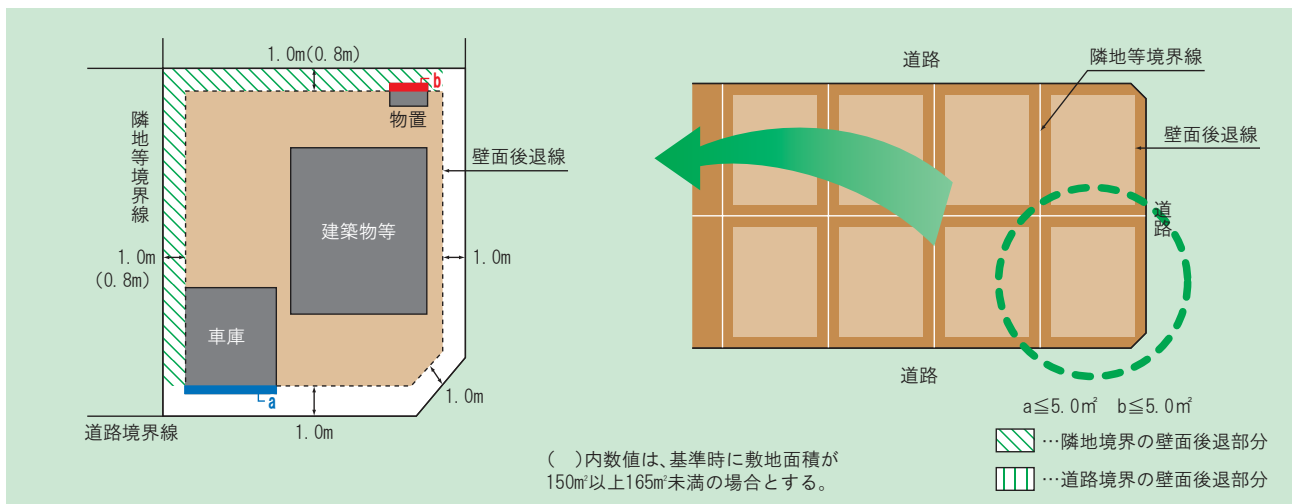 1.0m(0.8m)
b
物置
隣地等境界線
壁面後退線
建築物等
1.0m
(0.8m)
1.0m
車庫
a
1.0m
道路境界線
1.0m
道路
隣地等境界線
壁面後退線
道路
道路
a≦5.0㎡ b≦5.0㎡
…隣地境界の壁面後退部分
…道路境界の壁面後退部分
( )内数値は、基準時に敷地面積が
150㎡以上165㎡未満の場合とする。